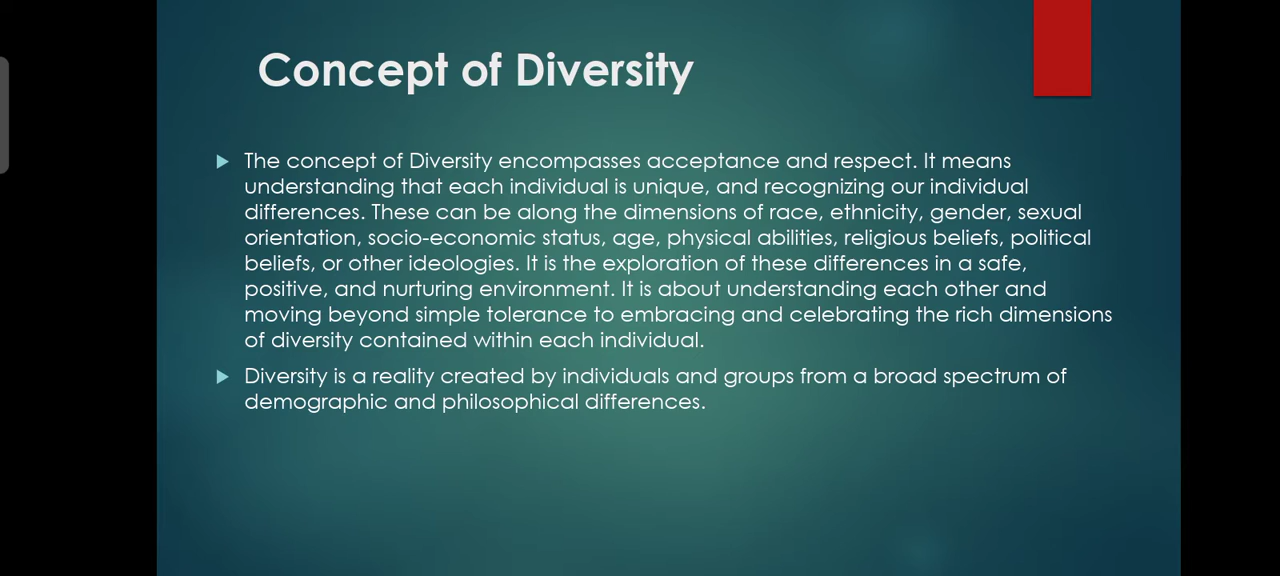 Concept of Diversity
The concept of Diversity encompasses acceptance and respect. It means
understanding that each individual is unique, and recognizing our individual
differences. These can be along the dimensions of race, ethnicity, gender, sexual
orientation, socio-economic status, age, physical abilities, religious beliefs, political
beliefs, or other ideologies. It is the exploration of these differences in a safe,
positive, and nurturing environment. It is about understanding each other and
moving beyond simple tolerance to embracing and celebrating the rich dimensions
of diversity contained within each individual.
Diversity is a reality created by individuals and groups from a broad spectrum of
demographic and philosophical differences.